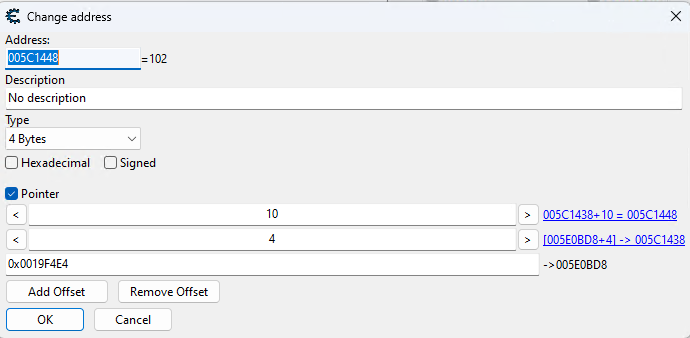 Change address
Address:
005C1448 =102
Description
No description
Type
4 Bytes
Hexadecimal Signed
Pointer
< 10 > 005C1438+10 = 005C1448
< 4 > [005E0BD8+4] -> 005C1438
0x0019F4E4 ->005E0BD8
Add Offset Remove Offset
OK Cancel